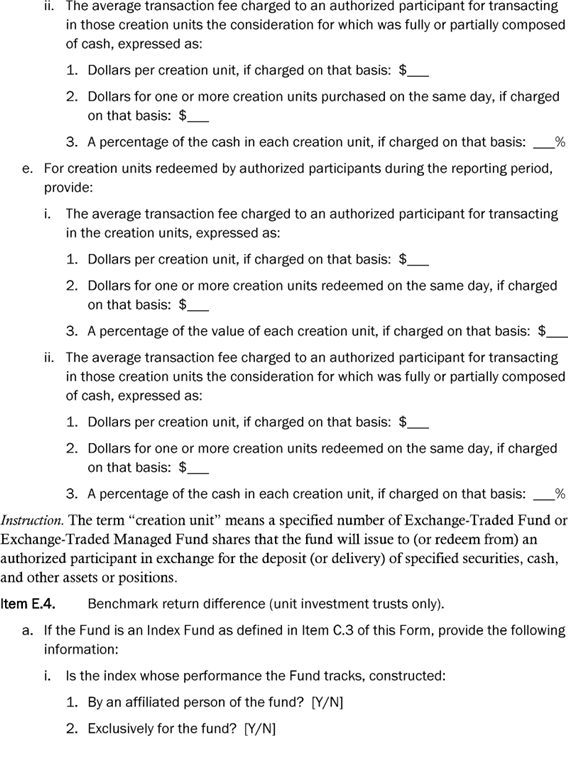 ii. The average transaction fee charged to an authorized participant for transacting
in those creation units the consideration for which was fully or partially composed
of cash, expressed as:
1. Dollars per creation unit, if charged on that basis: $___
2. Dollars for one or more creation units purchased on the same day, if charged
on that basis: $___
3. A percentage of the cash in each creation unit, if charged on that basis: ___%
e. For creation units redeemed by authorized participants during the reporting period,
provide:
i. The average transaction fee charged to an authorized participant for transacting
in the creation units, expressed as:
1. Dollars per creation unit, if charged on that basis: $___
2. Dollars for one or more creation units redeemed on the same day, if charged
on that basis: $___
3. A percentage of the value of each creation unit, if charged on that basis: $___
ii. The average transaction fee charged to an authorized participant for transacting
in those creation units the consideration for which was fully or partially composed
of cash, expressed as:
1. Dollars per creation unit, if charged on that basis: $___
2. Dollars for one or more creation units redeemed on the same day, if charged
on that basis: $___
3. A percentage of the cash in each creation unit, if charged on that basis: ___%
Instruction. The term “creation unit” means a specified number of Exchange-Traded Fund or
Exchange-Traded Managed Fund shares that the fund will issue to (or redeem from) an
authorized participant in exchange for the deposit (or delivery) of specified securities, cash,
and other assets or positions.
Item E.4. Benchmark return difference (unit investment trusts only).
a. If the Fund is an Index Fund as defined in Item C.3 of this Form, provide the following
information:
i. Is the index whose performance the Fund tracks, constructed:
1. By an affiliated person of the fund? [Y/N]
2. Exclusively for the fund? [Y/N]